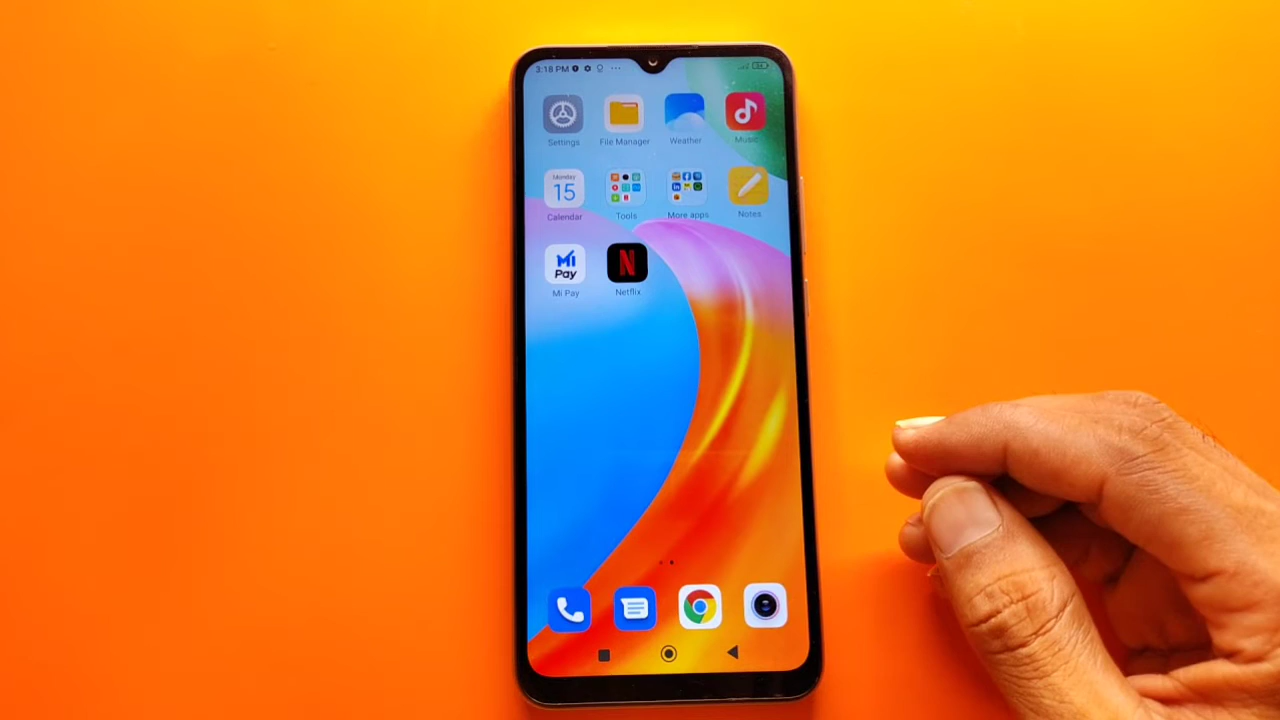 3:18 PM
Settings
File Manager
Weather
Music
Monday
15
Calendar
Tools
More apps
Notes
Mi
Pay
Mi Pay
N
Netflix